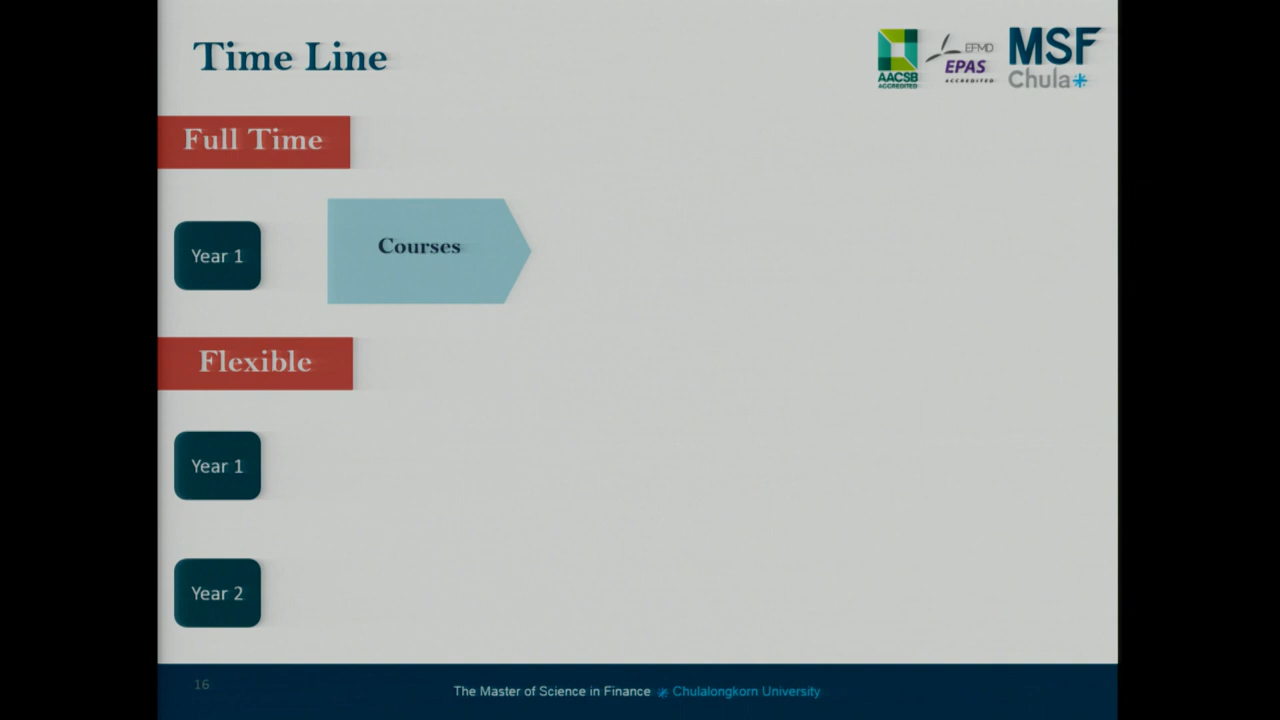 Time Line
AACSB
ACCREDITED
EFMD
EPAS
ACCREDITED
MSF
Chula
Full Time
Year 1
Courses
Flexible
Year 1
Year 2
16
The Master of Science in Finance Chulalongkorn University